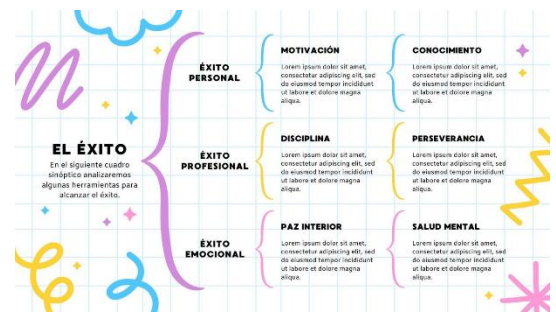 EL ÉXITO
En el siguiente cuadro
sinóptico analizaremos
algunas herramientas para
alcanzar el éxito.
ÉXITO
PERSONAL
MOTIVACIÓN
Lorem ipsum dolor sit amet,
consectetur adipiscing elit, sed
do eiusmod tempor incididunt
ut labore et dolore magna
aliqua.
CONOCIMIENTO
Lorem ipsum dolor sit amet,
consectetur adipiscing elit, sed
do eiusmod tempor incididunt
ut labore et dolore magna
aliqua.
ÉXITO
PROFESIONAL
DISCIPLINA
Lorem ipsum dolor sit amet,
consectetur adipiscing elit, sed
do eiusmod tempor incididunt
ut labore et dolore magna
aliqua.
PERSEVERANCIA
Lorem ipsum dolor sit amet,
consectetur adipiscing elit, sed
do eiusmod tempor incididunt
ut labore et dolore magna
aliqua.
ÉXITO
EMOCIONAL
PAZ INTERIOR
Lorem ipsum dolor sit amet,
consectetur adipiscing elit, sed
do eiusmod tempor incididunt
ut labore et dolore magna
aliqua.
SALUD MENTAL
Lorem ipsum dolor sit amet,
consectetur adipiscing elit, sed
do eiusmod tempor incididunt
ut labore et dolore magna
aliqua.